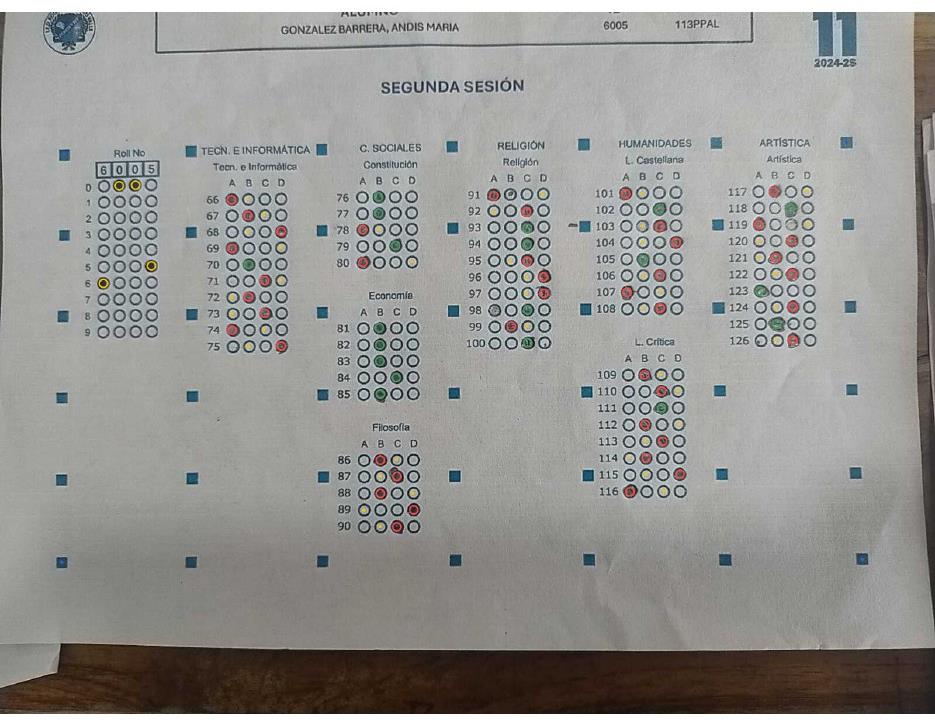 GONZALEZ BARRERA, ANDIS MARIA 6005 113PPAL
11
2024-25
SEGUNDA SESIÓN
Roll No
6 0 0 5
0
1
2
3
4
5
6
7
8
9
TECN. E INFORMÁTICA
Tecn. e Informática
A B C D
66
67
68
69
70
71
72
73
74
75
C. SOCIALES
Constitución
A B C D
76
77
78
79
80
Economía
A B C D
81
82
83
84
85
Filosofía
A B C D
86
87
88
89
90
RELIGIÓN
Religión
A B C D
91
92
93
94
95
96
97
98
99
100
HUMANIDADES
L. Castellana
A B C D
101
102
103
104
105
106
107
108
L. Crítica
A B C D
109
110
111
112
113
114
115
116
ARTÍSTICA
Artística
A B C D
117
118
119
120
121
122
123
124
125
126